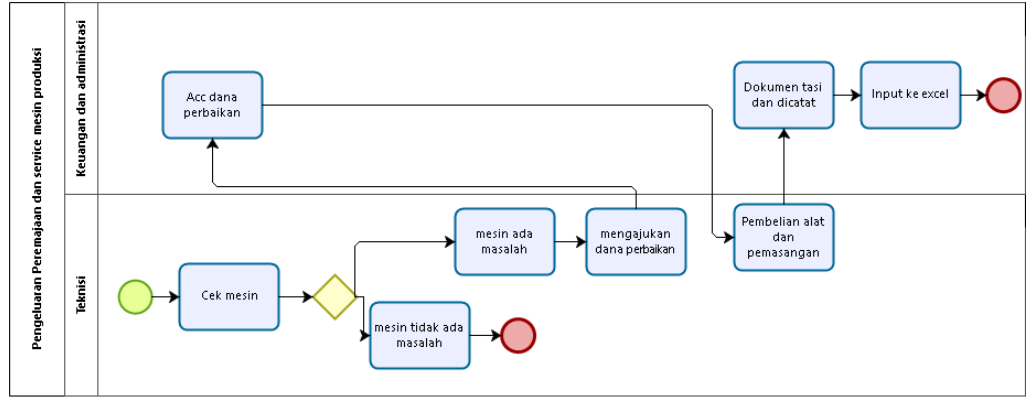 Pengeluaran Peremajaan dan service mesin produksi
Keuangan dan administrasi
Acc dana
perbaikan
Dokumen tasi
dan dicatat
Input ke excel
Teknisi
Cek mesin
mesin ada
masalah
mengajukan
dana perbaikan
Pembelian alat
dan
pemasangan
mesin tidak ada
masalah